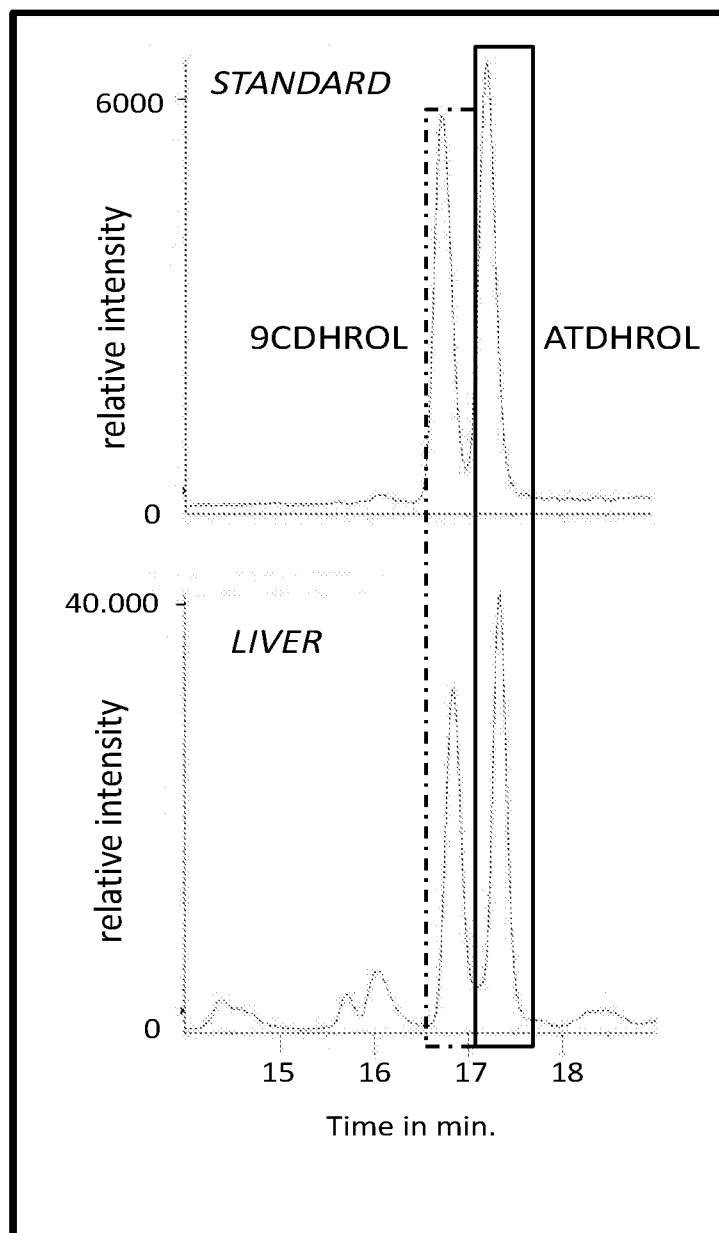 STANDARD
6000
relative intensity
9CDHROL
ATDHROL
0
40.000
LIVER
relative intensity
0
15
16
17
18
Time in min.